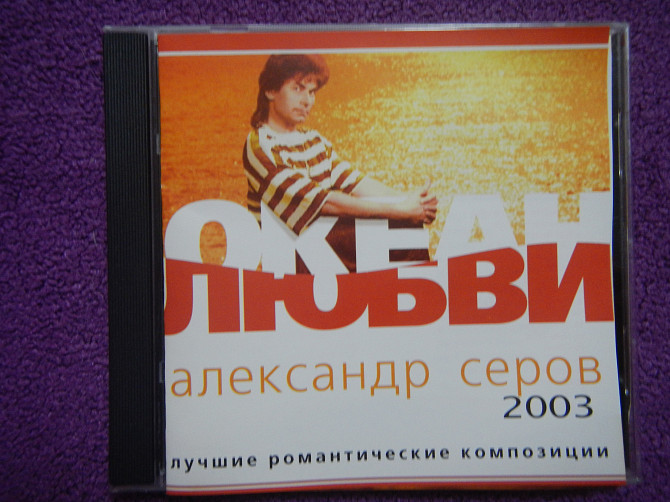 ОКЕАН
ЛЮБВИ
александр серов
2003
лучшие романтические композиции